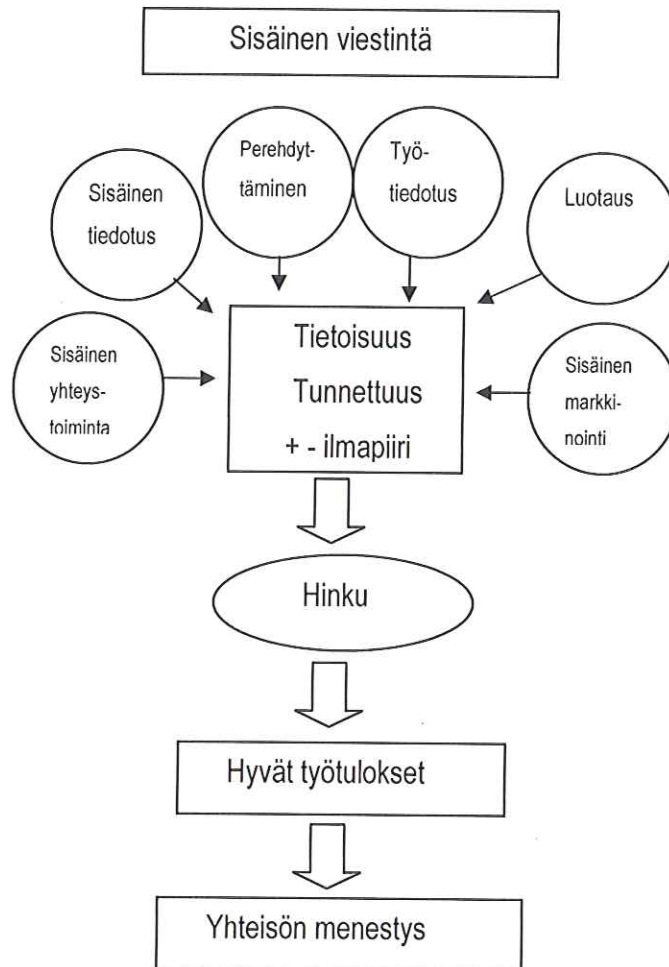 Sisäinen viestintä
Perehdyt-
täminen
Työ-
tiedotus
Sisäinen
tiedotus
Luotaus
Sisäinen
yhteys-
toiminta
Tietoisuus
Tunnettuus
+ - ilmapiiri
Sisäinen
markki-
nointi
Hinku
Hyvät työtulokset
Yhteisön menestys